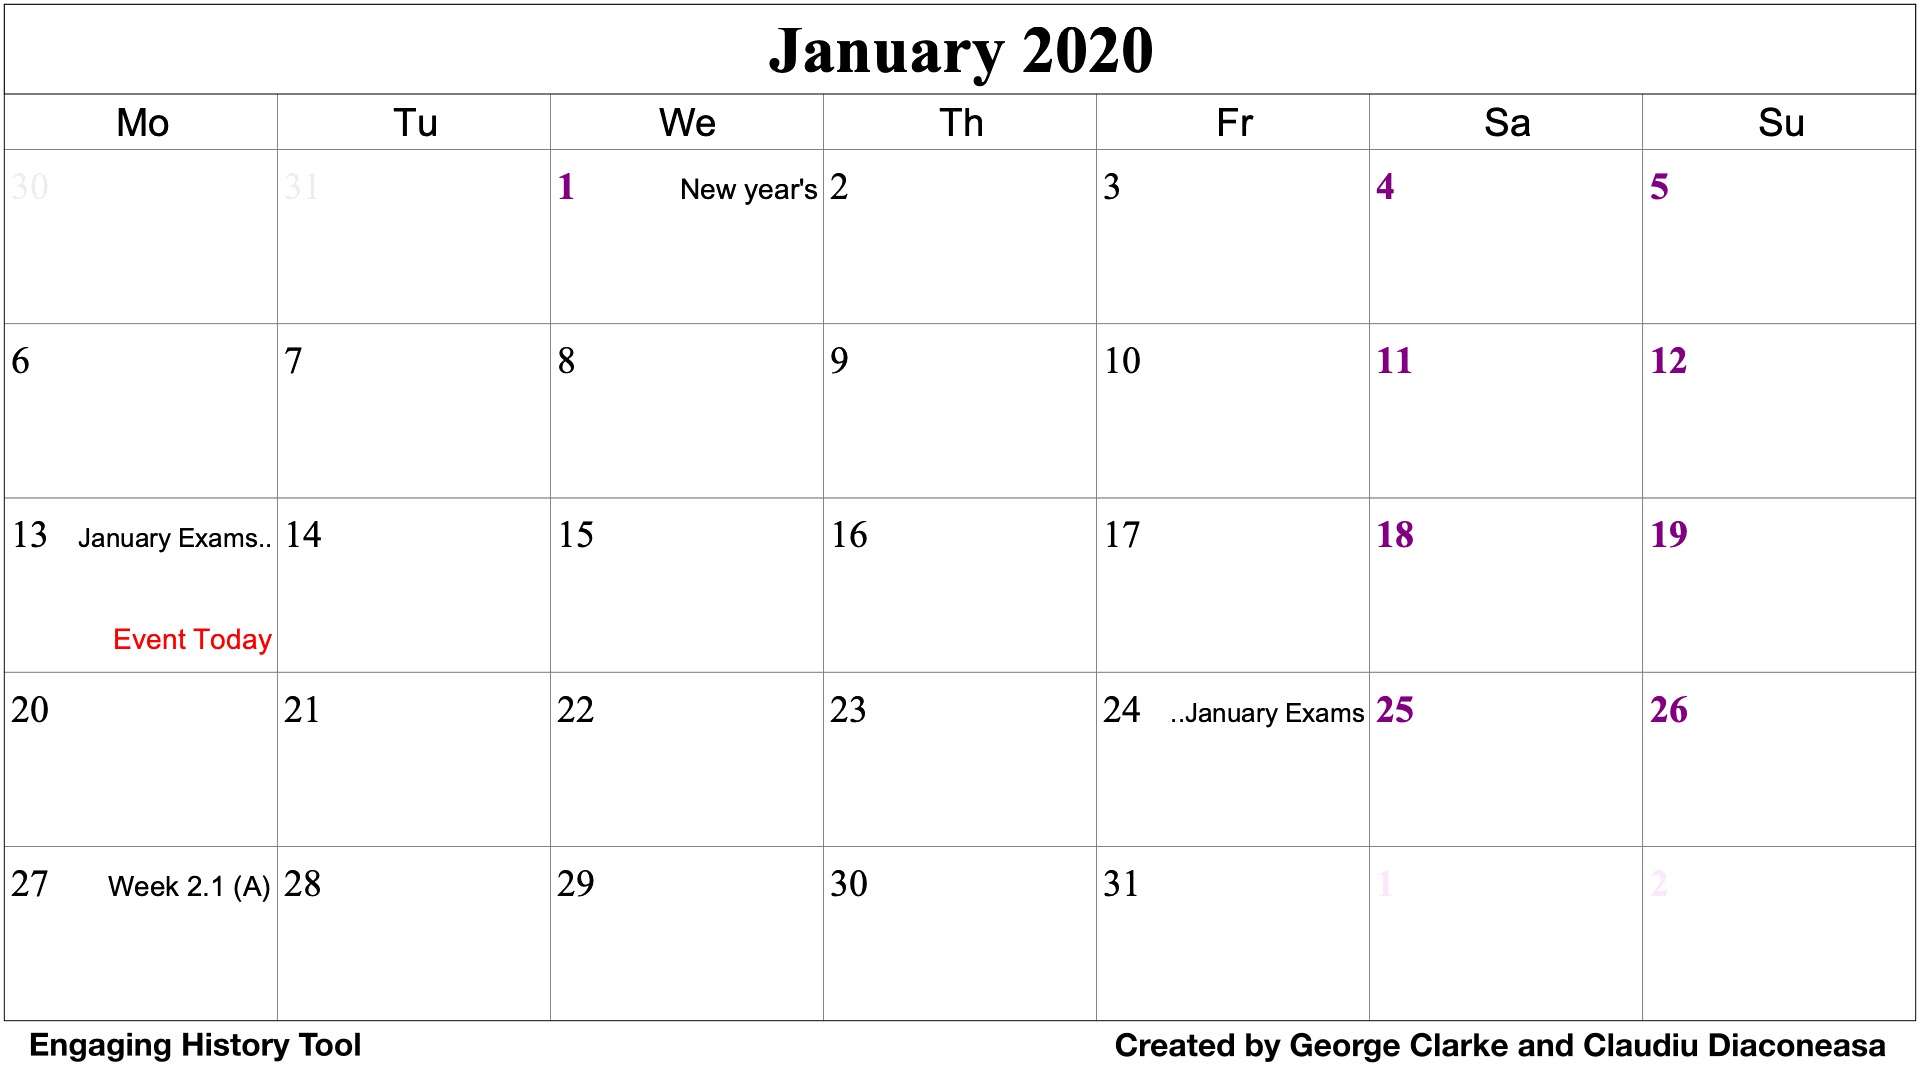 January 2020
Mo Tu We Th Fr Sa Su
30 31 1 New year's 2 3 4 5
6 7 8 9 10 11 12
13 January Exams.. 14 15 16 17 18 19
Event Today
20 21 22 23 24 ..January Exams 25 26
27 Week 2.1 (A) 28 29 30 31 1 2
Engaging History Tool Created by George Clarke and Claudiu Diaconeasa